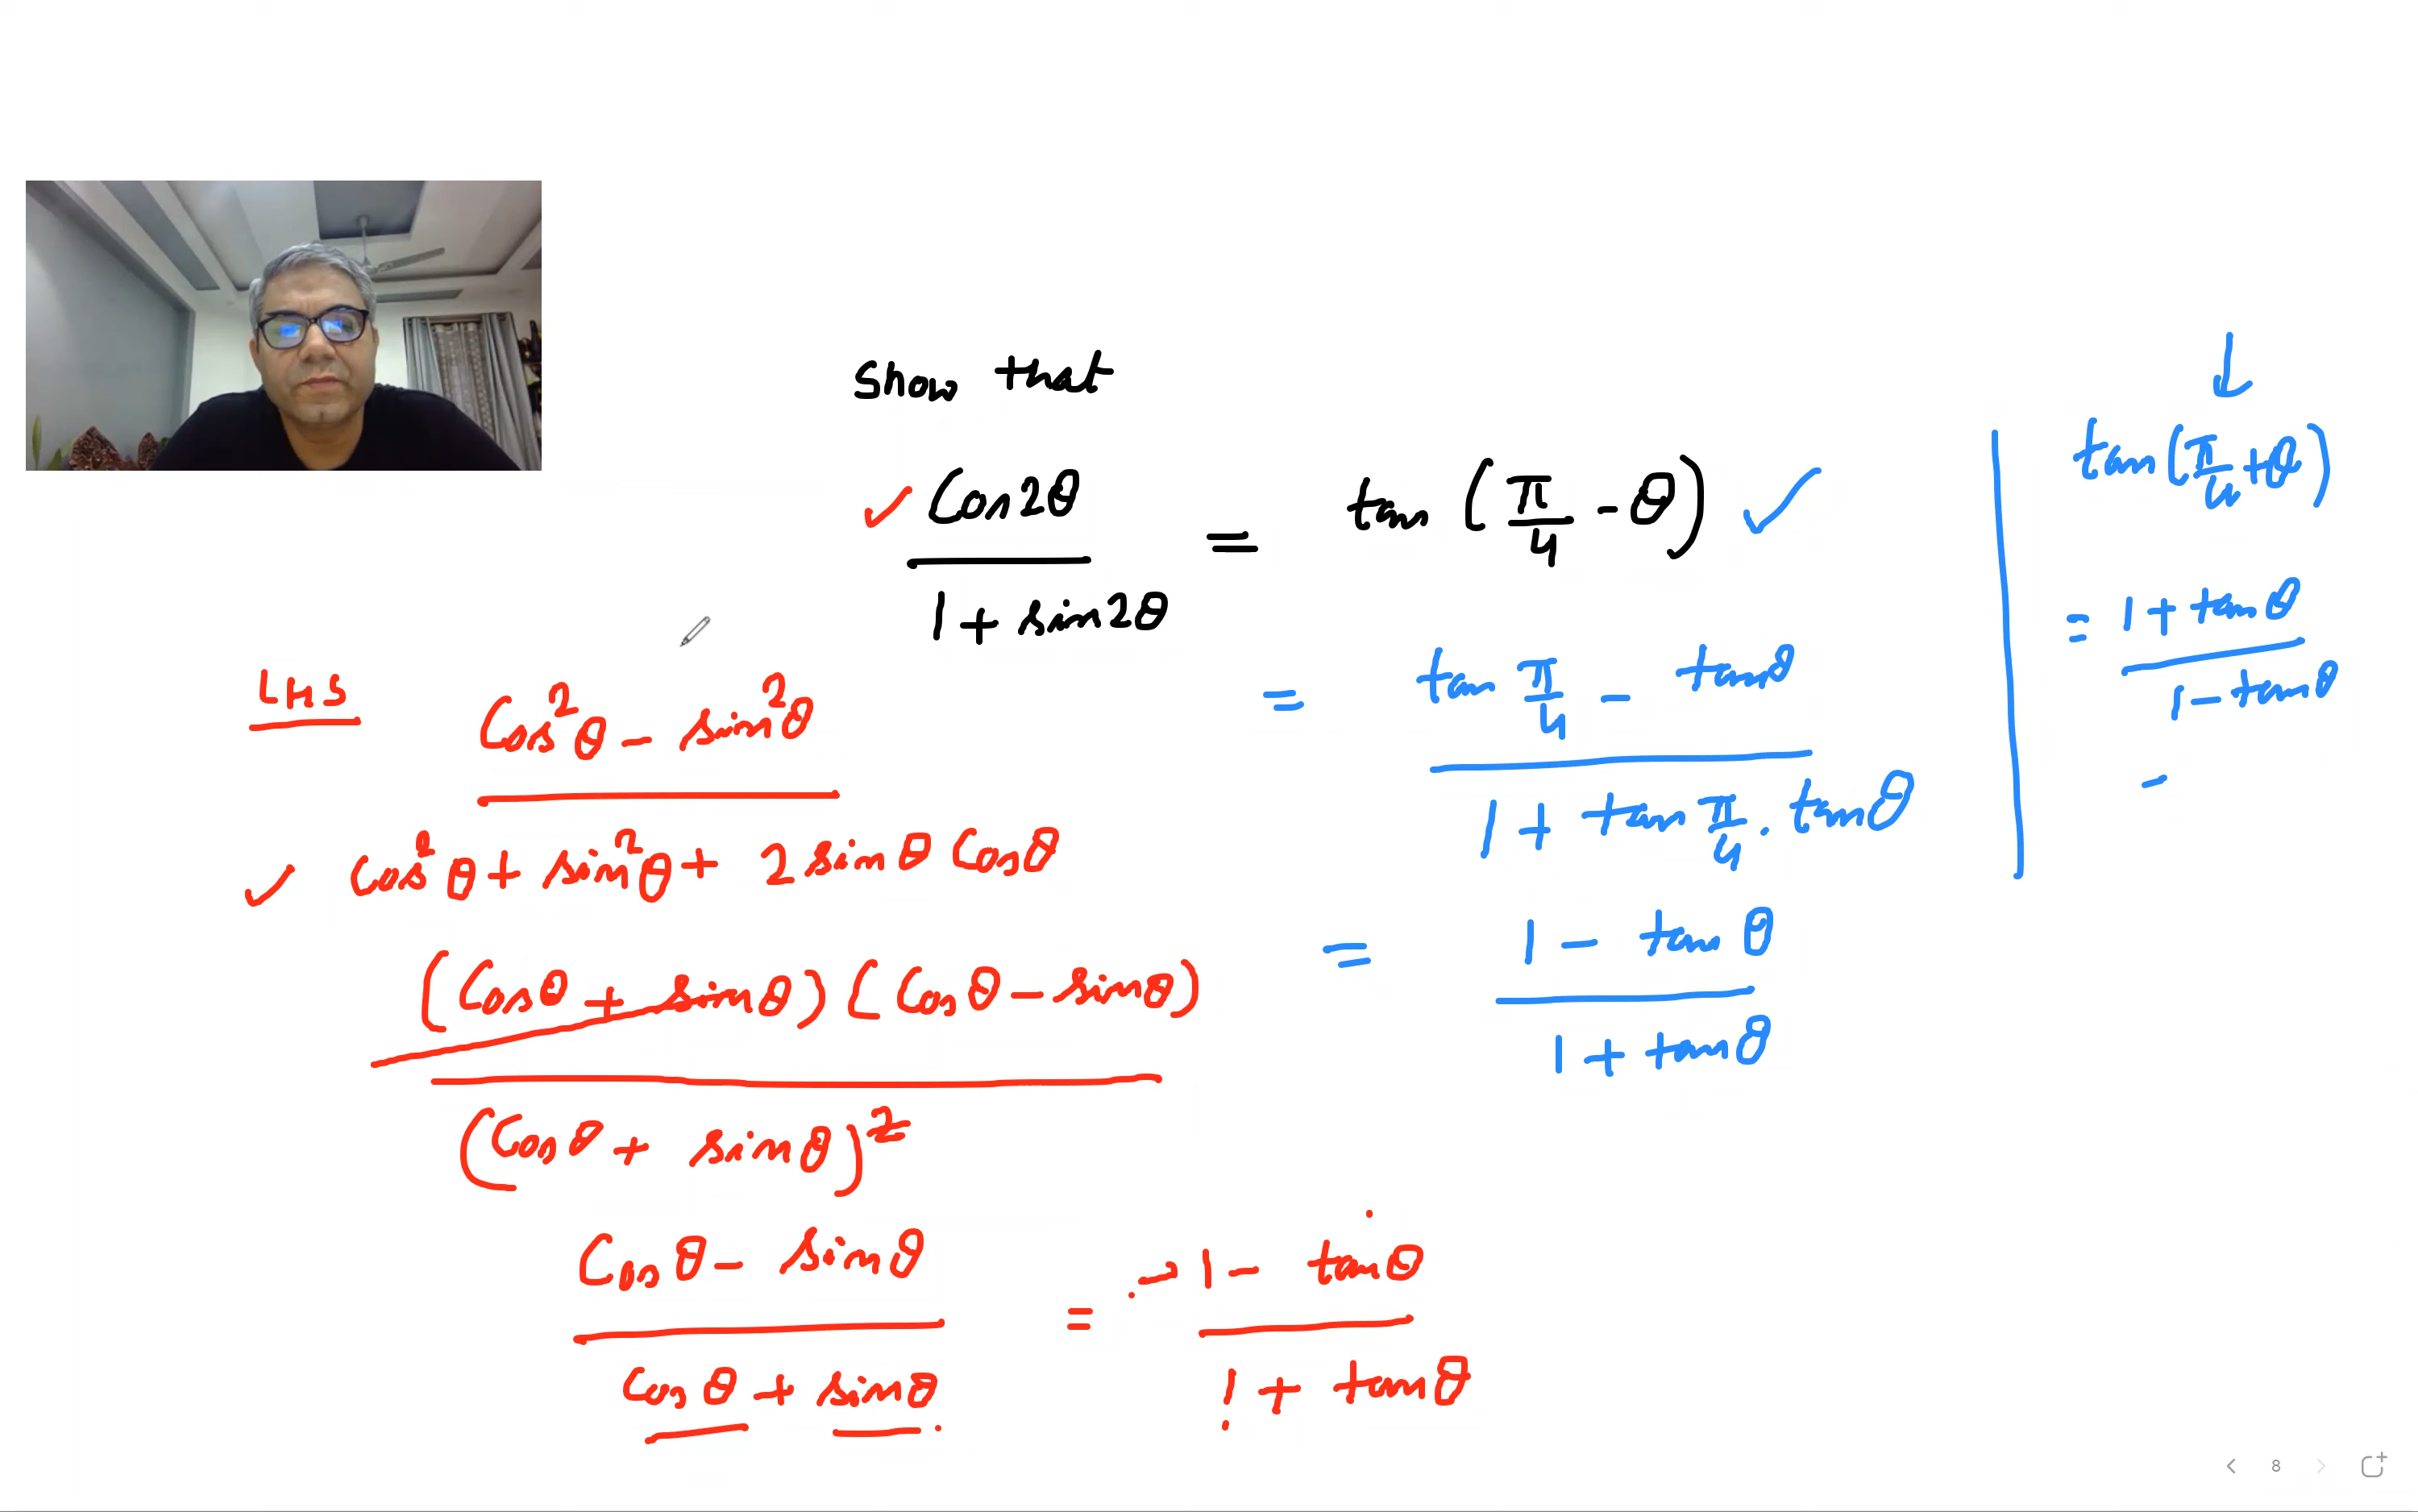 show that
cos2θ / 1 + sin2θ = tan (π/4 - θ) ✓
LHS
cos²θ - sin²θ
cos²θ + sin²θ + 2 sinθ cosθ
(cosθ + sinθ) (cosθ - sinθ)
(cosθ + sinθ)²
cosθ - sinθ / cosθ + sinθ = 1 - tanθ / 1 + tanθ
= tan π/4 - tanθ
1 + tan π/4 . tanθ
= 1 - tanθ
1 + tanθ
tan(π/4 + θ)
= 1 + tanθ
1 - tanθ
-
8